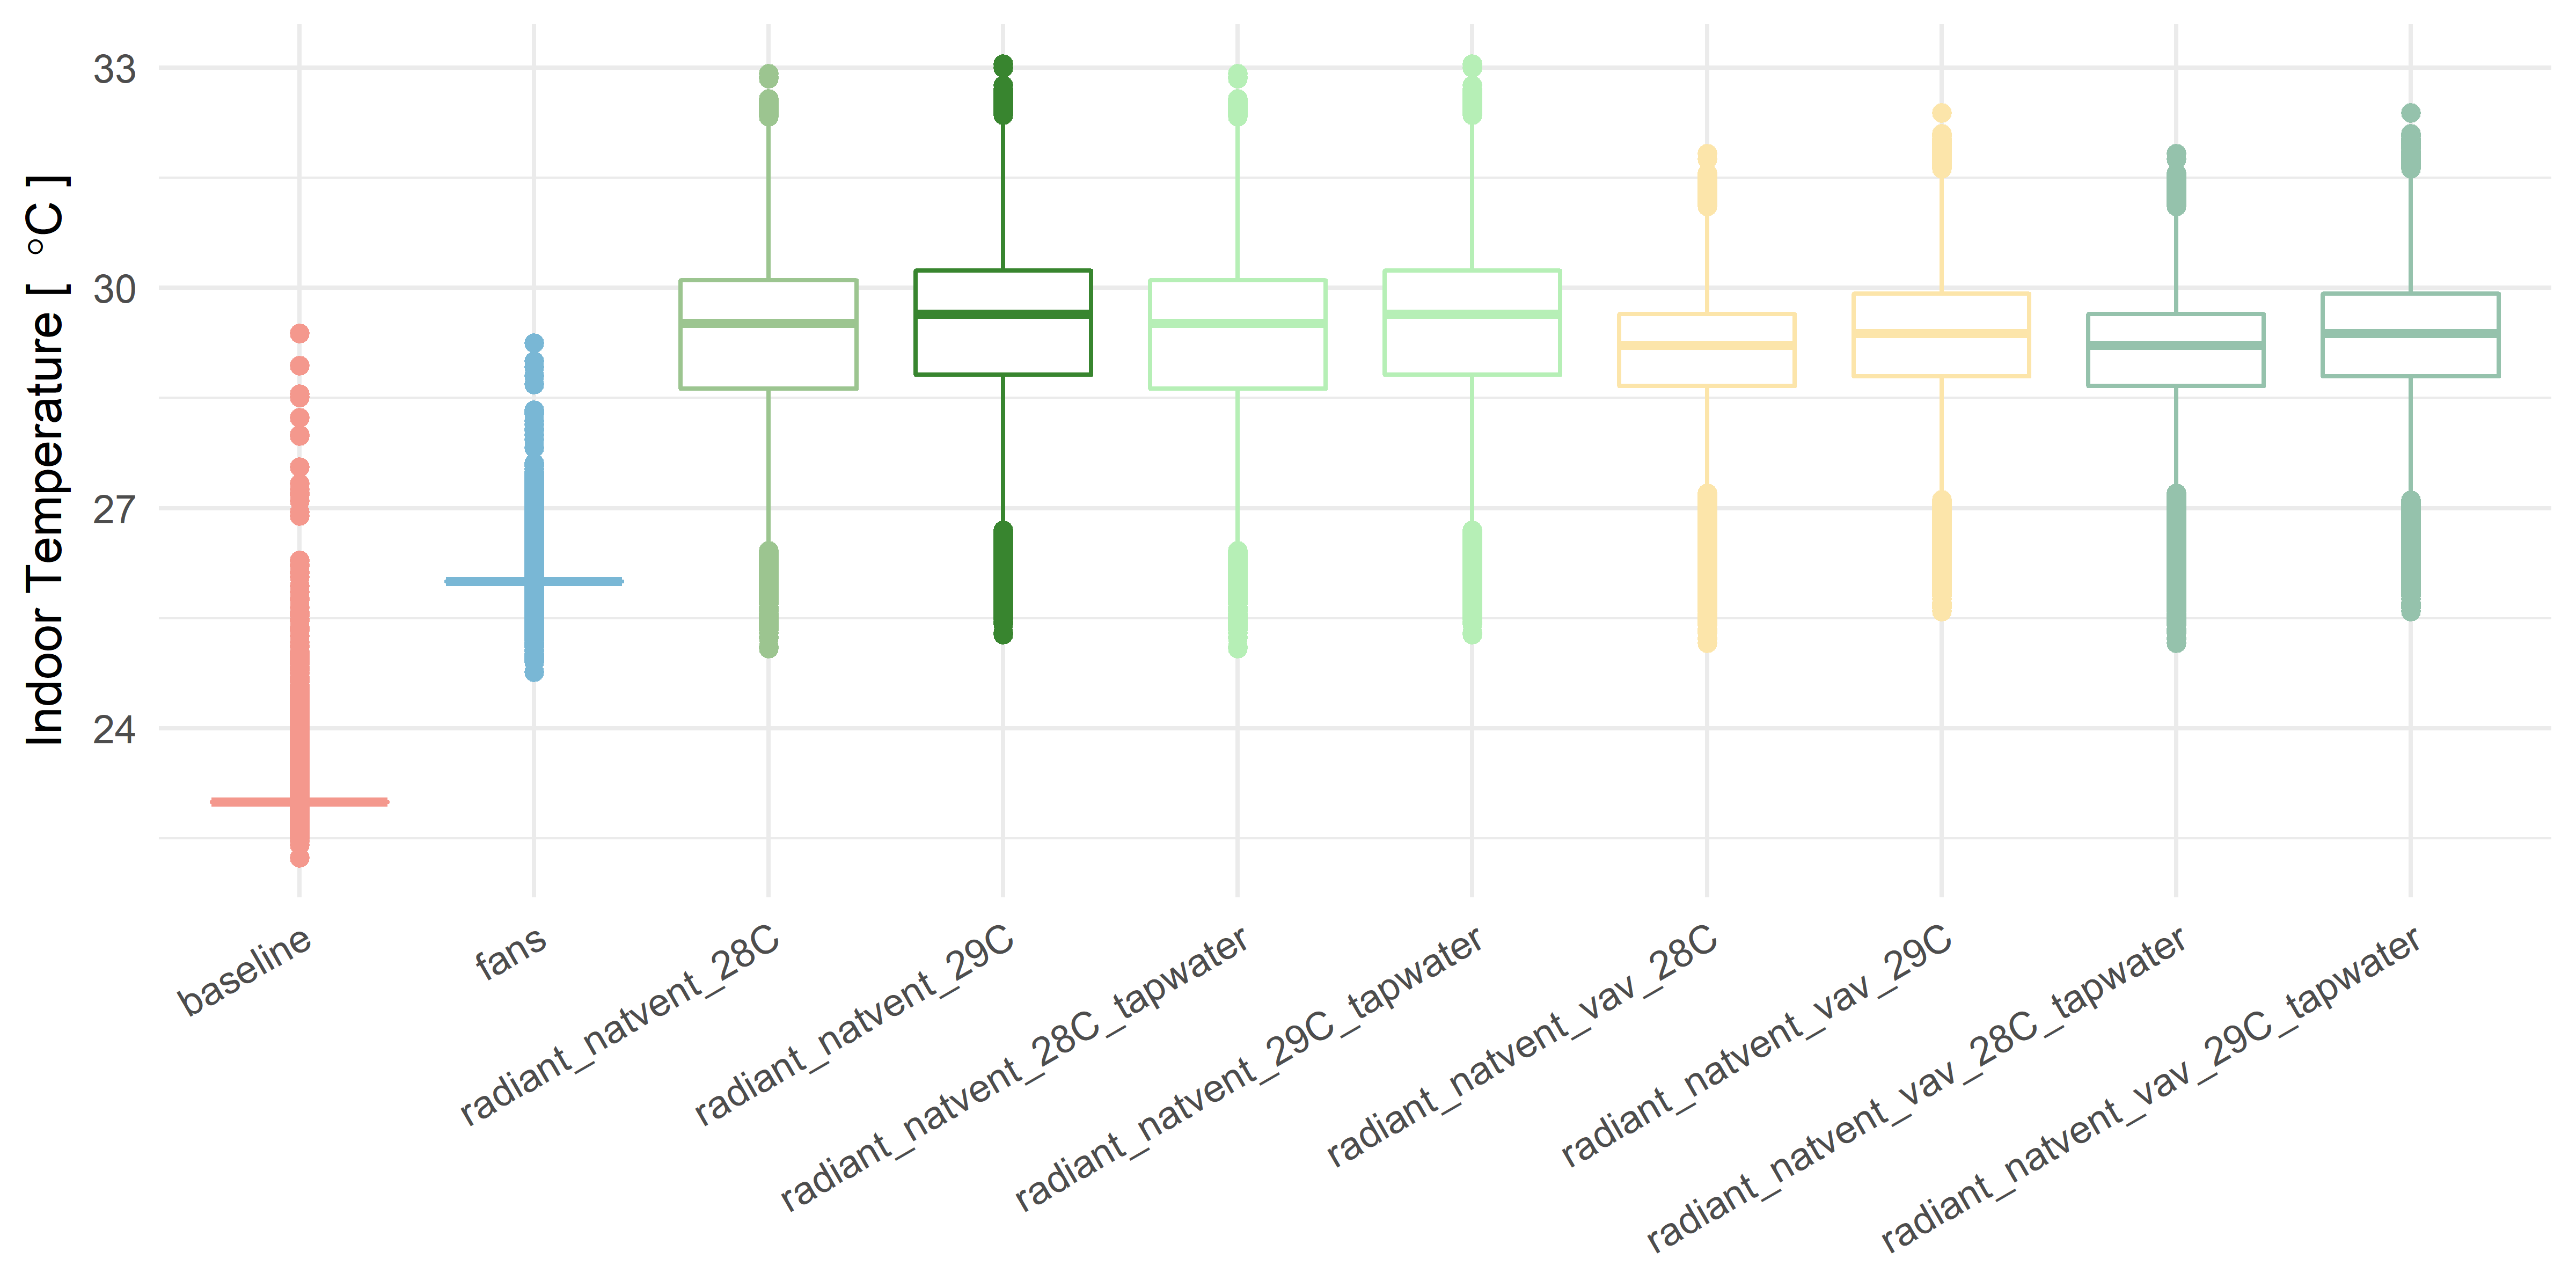 Indoor Temperature [ °C ]
33
30
27
24
baseline
fans
radiant_natvent_28C
radiant_natvent_29C
radiant_natvent_28C_tapwater
radiant_natvent_29C_tapwater
radiant_natvent_vav_28C
radiant_natvent_vav_29C
radiant_natvent_vav_28C_tapwater
radiant_natvent_vav_29C_tapwater